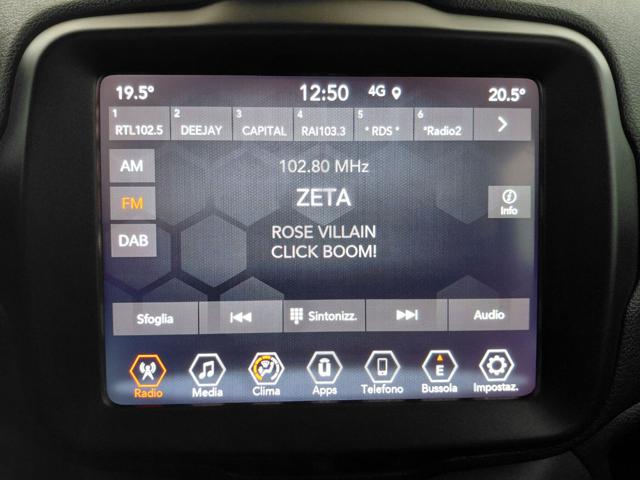 19.5° 12:50 4G 20.5°
1 2 3 4 5 6
RTL102.5 DEEJAY CAPITAL RAI103.3 * RDS * *Radio2
AM 102.80 MHz
FM ZETA Info
ROSE VILLAIN
DAB CLICK BOOM!
Sfoglia Sintonizz. Audio
E
Radio Media Clima Apps Telefono Bussola Impostaz.